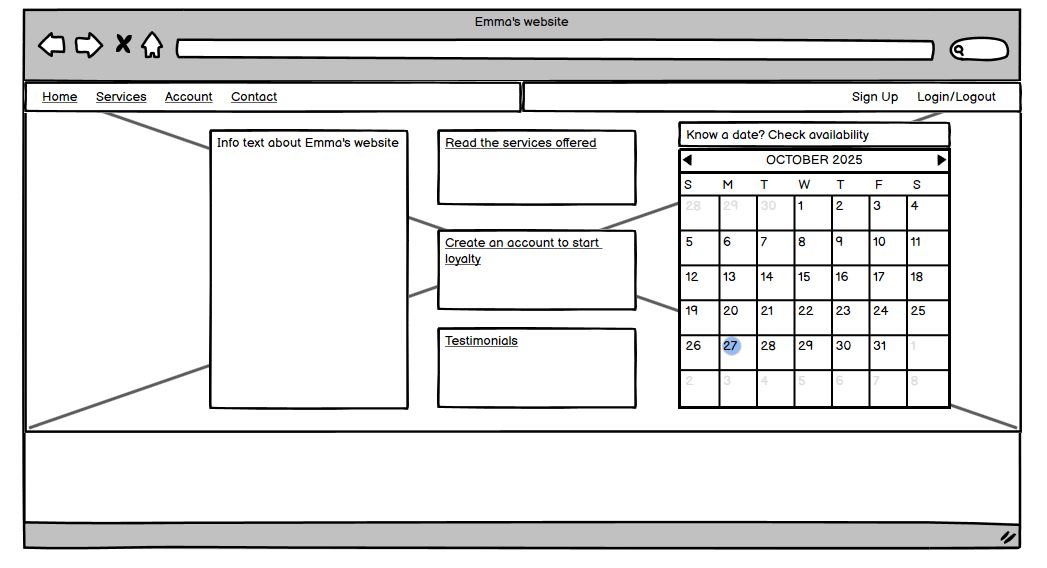 Emma's website
Home Services Account Contact Sign Up Login/Logout
Info text about Emma's website
Read the services offered
Create an account to start
loyalty
Testimonials
Know a date? Check availability
OCTOBER 2025
S M T W T F S
28 29 30 1 2 3 4
5 6 7 8 9 10 11
12 13 14 15 16 17 18
19 20 21 22 23 24 25
26 27 28 29 30 31 1
2 3 4 5 6 7 8